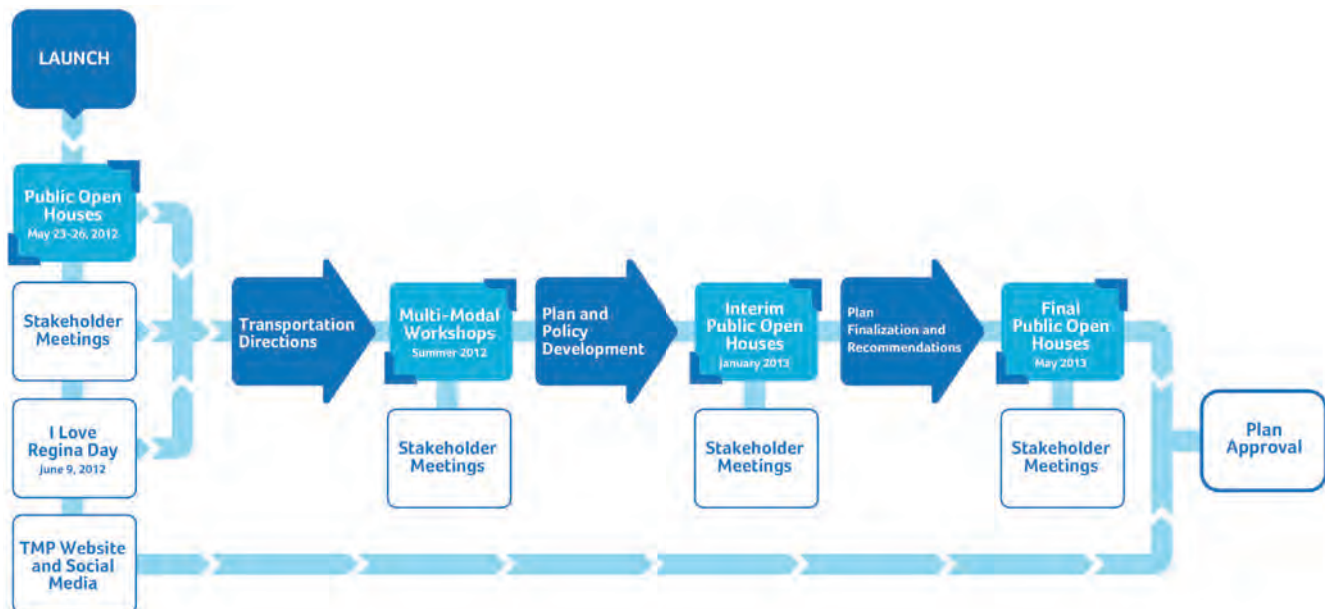 LAUNCH
Public Open
Houses
May 23-26, 2012
Stakeholder
Meetings
I Love
Regina Day
June 9, 2012
TMP Website
and Social
Media
Transportation
Directions
Multi-Modal
Workshops
Summer 2012
Stakeholder
Meetings
Plan and
Policy
Development
Interim
Public Open
Houses
January 2013
Stakeholder
Meetings
Plan
Finalization and
Recommendations
Final
Public Open
Houses
May 2013
Stakeholder
Meetings
Plan
Approval